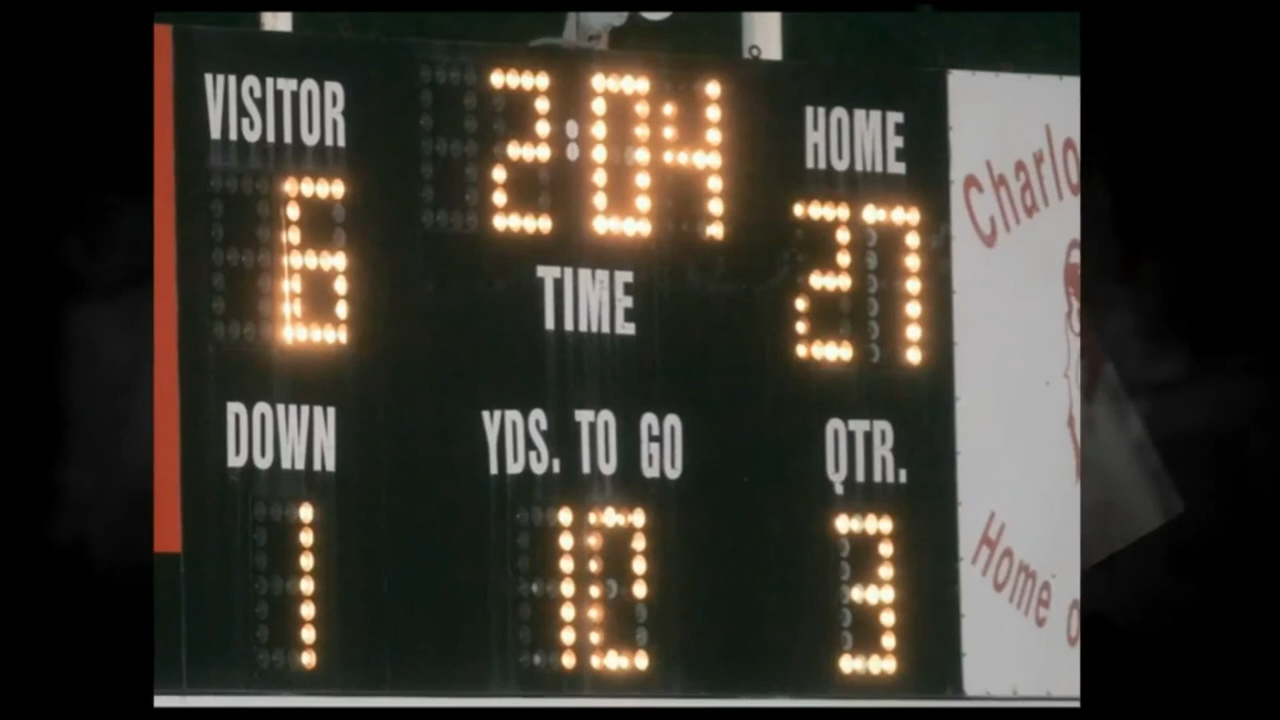 VISITOR 2:04 HOME
6 27
TIME
DOWN YDS. TO GO QTR.
1 10 3
Charlo
Home o